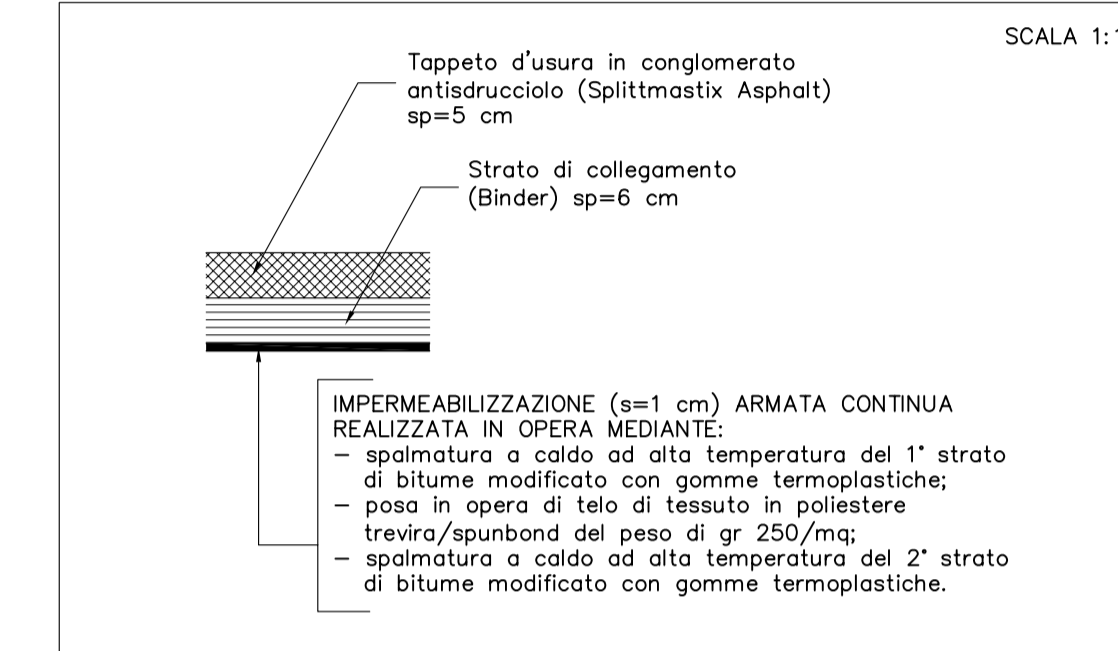 SCALA 1:1
Tappeto d'usura in conglomerato
antisdrucciolo (Splittmastix Asphalt)
sp=5 cm
Strato di collegamento
(Binder) sp=6 cm
IMPERMEABILIZZAZIONE (s=1 cm) ARMATA CONTINUA
REALIZZATA IN OPERA MEDIANTE:
– spalmatura a caldo ad alta temperatura del 1° strato
di bitume modificato con gomme termoplastiche;
– posa in opera di telo di tessuto in poliestere
trevira/spunbond del peso di gr 250/mq;
– spalmatura a caldo ad alta temperatura del 2° strato
di bitume modificato con gomme termoplastiche.